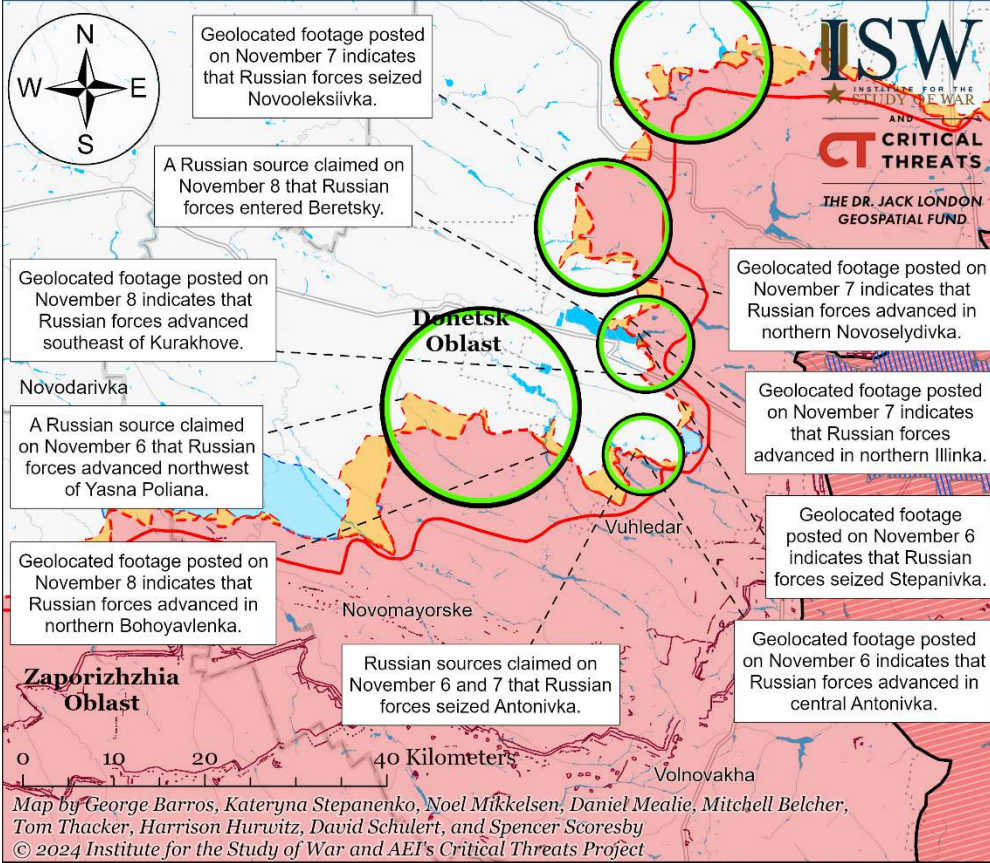 N
W
E
S
Geolocated footage posted
on November 7 indicates
that Russian forces seized
Novooleksiivka.
ISW
INSTITUTE FOR THE
STUDY OF WAR
AND
CT CRITICAL
THREATS
THE DR. JACK LONDON
GEOSPATIAL FUND
A Russian source claimed on
November 8 that Russian
forces entered Beretsky.
Geolocated footage posted on
November 8 indicates that
Russian forces advanced
southeast of Kurakhove.
Geolocated footage posted on
November 7 indicates that
Russian forces advanced in
northern Novoselydivka.
Donetsk
Oblast
Novodarivka
A Russian source claimed
on November 6 that Russian
forces advanced northwest
of Yasna Poliana.
Geolocated footage posted
on November 7 indicates
that Russian forces
advanced in northern Illinka.
Geolocated footage
posted on November 6
indicates that Russian
forces seized Stepanivka.
Vuhledar
Geolocated footage posted on
November 8 indicates that
Russian forces advanced in
northern Bohoyavlenka.
Novomayorske
Russian sources claimed on
November 6 and 7 that Russian
forces seized Antonivka.
Geolocated footage posted
on November 6 indicates that
Russian forces advanced in
central Antonivka.
Zaporizhzhia
Oblast
0 10 20 40 Kilometers
Volnovakha
Map by George Barros, Kateryna Stepanenko, Noel Mikkelsen, Daniel Mealie, Mitchell Belcher,
Tom Thacker, Harrison Hurwitz, David Schulert, and Spencer Scoresby
© 2024 Institute for the Study of War and AEI's Critical Threats Project